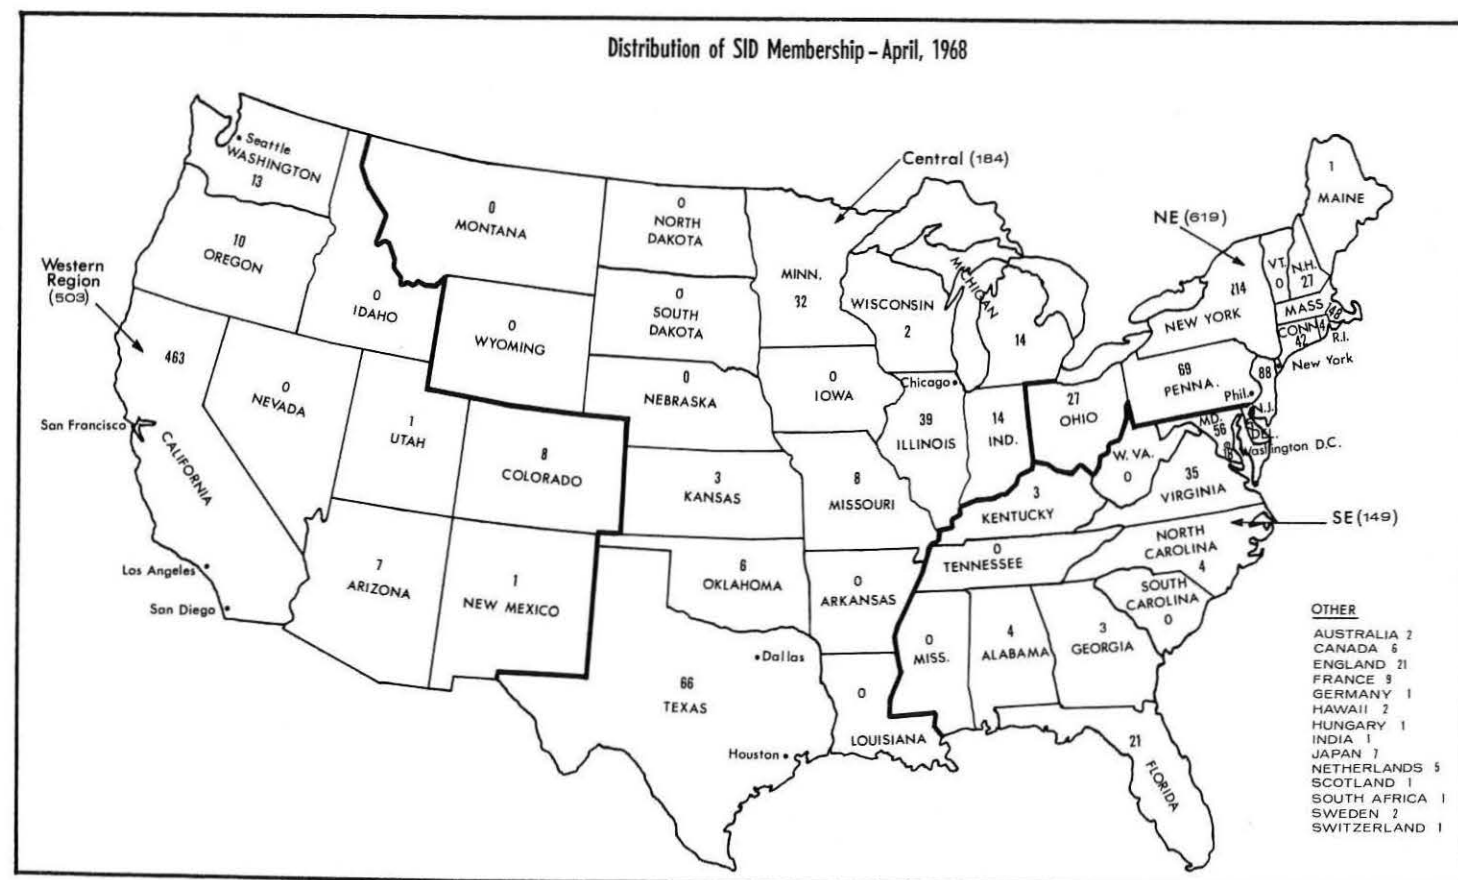 Distribution of SID Membership – April, 1968
Seattle
WASHINGTON
13
10
OREGON
Western
Region
(503)
0
IDAHO
0
MONTANA
0
WYOMING
463
CALIFORNIA
San Francisco
Los Angeles
San Diego
0
NEVADA
1
UTAH
8
COLORADO
7
ARIZONA
1
NEW MEXICO
0
NORTH
DAKOTA
0
SOUTH
DAKOTA
0
NEBRASKA
3
KANSAS
6
OKLAHOMA
66
TEXAS
Dallas
Houston
Central (184)
MINN.
32
0
IOWA
8
MISSOURI
0
ARKANSAS
0
LOUISIANA
WISCONSIN
2
MICHIGAN
14
Chicago
39
ILLINOIS
14
IND.
27
OHIO
3
KENTUCKY
0
TENNESSEE
0
MISS.
4
ALABAMA
3
GEORGIA
21
FLORIDA
NE (619)
1
MAINE
VT.
0
N.H.
27
214
NEW YORK
MASS
148
CONN
42
4
R.I.
New York
69
PENNA.
Phil.
88
N.J.
MD.
56
DEL.
Washington D.C.
W. VA.
0
35
VIRGINIA
SE (149)
NORTH
CAROLINA
4
SOUTH
CAROLINA
0
OTHER
AUSTRALIA 2
CANADA 6
ENGLAND 21
FRANCE 9
GERMANY 1
HAWAII 2
HUNGARY 1
INDIA 1
JAPAN 7
NETHERLANDS 5
SCOTLAND 1
SOUTH AFRICA 1
SWEDEN 2
SWITZERLAND 1